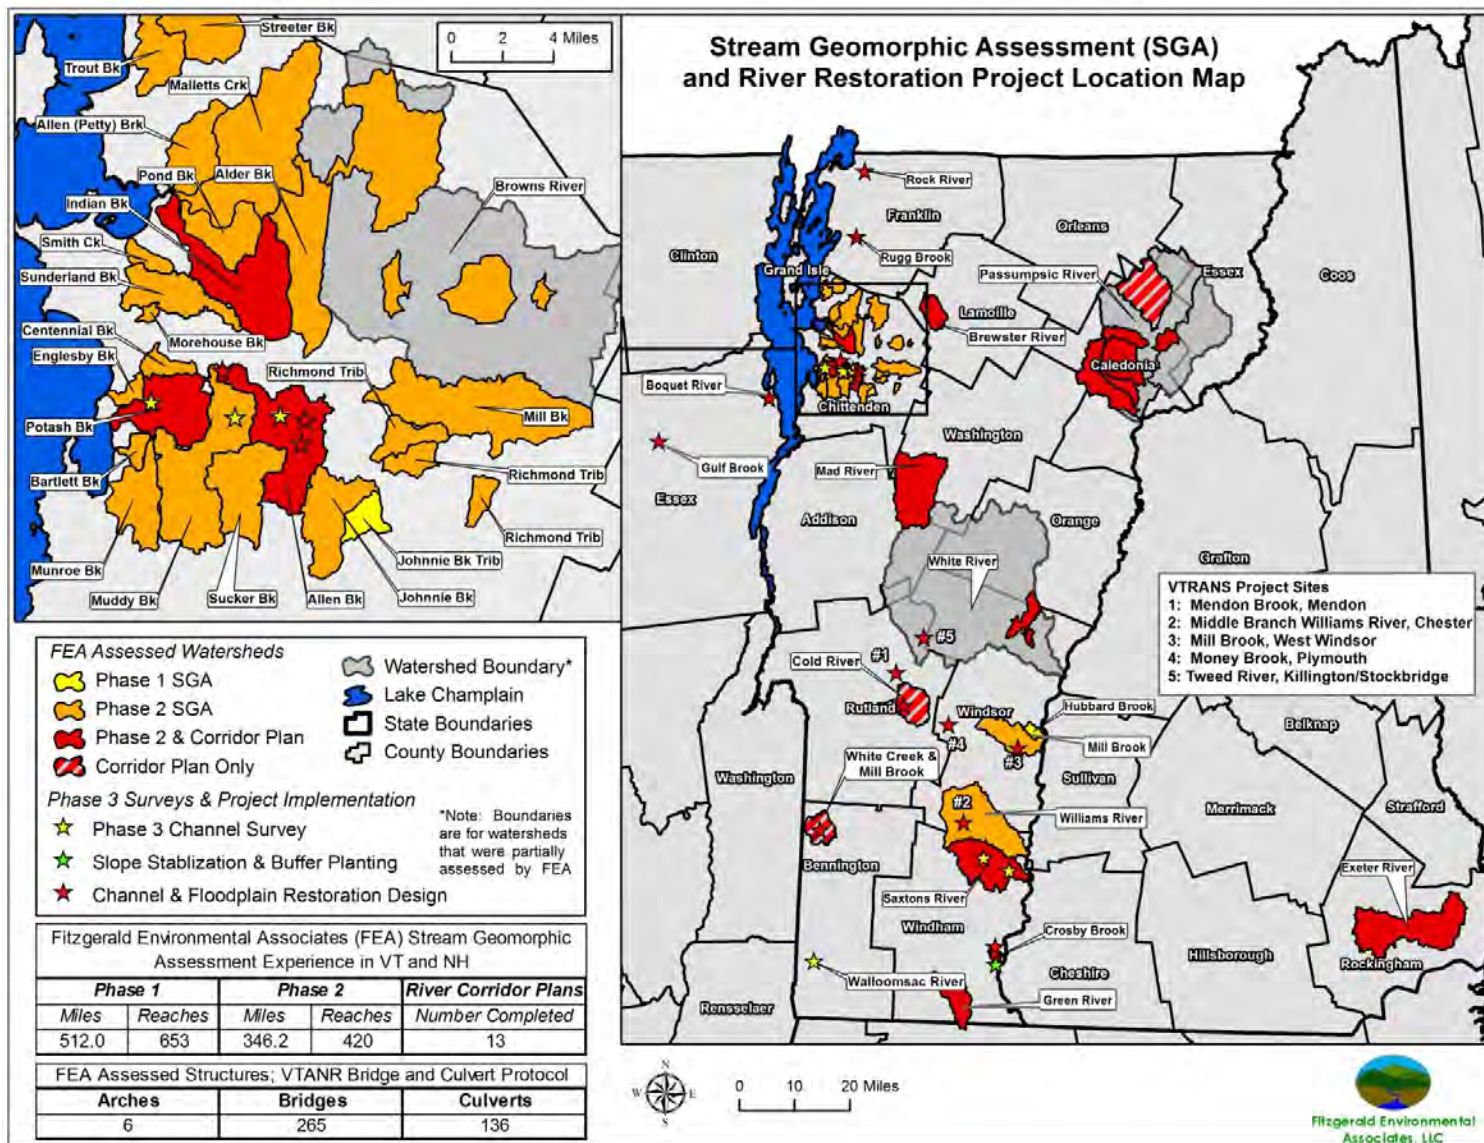 Stream Geomorphic Assessment (SGA)
and River Restoration Project Location Map
0 2 4 Miles
Streeter Bk
Trout Bk
Malletts Crk
Allen (Petty) Brk
Pond Bk
Alder Bk
Browns River
Indian Bk
Smith Ck
Sunderland Bk
Centennial Bk
Morehouse Bk
Englesby Bk
Richmond Trib
Potash Bk
Mill Bk
Bartlett Bk
Richmond Trib
Richmond Trib
Munroe Bk
Muddy Bk
Sucker Bk
Allen Bk
Johnnie Bk Trib
Johnnie Bk
Rock River
Franklin
Orleans
Clinton
Rugg Brook
Passumpsic River
Essex
Coos
Grand Isle
Lamoille
Brewster River
Caledonia
Boquet River
Chittenden
Washington
Gulf Brook
Mad River
Essex
Addison
Orange
Grafton
White River
VTRANS Project Sites
1: Mendon Brook, Mendon
2: Middle Branch Williams River, Chester
3: Mill Brook, West Windsor
4: Money Brook, Plymouth
5: Tweed River, Killington/Stockbridge
#5
#1
Cold River
Rutland
Windsor
Hubbard Brook
Belknap
#4
Mill Brook
#3
White Creek &
Mill Brook
Washington
Sullivan
Merrimack
Strafford
#2
Williams River
Bennington
Exeter River
Saxtons River
Windham
Crosby Brook
Walloomsac River
Cheshire
Hillsborough
Rockingham
Rensselaer
Green River
FEA Assessed Watersheds
Phase 1 SGA
Phase 2 SGA
Phase 2 & Corridor Plan
Corridor Plan Only
Watershed Boundary*
Lake Champlain
State Boundaries
County Boundaries
Phase 3 Surveys & Project Implementation
Phase 3 Channel Survey
Slope Stablization & Buffer Planting
Channel & Floodplain Restoration Design
*Note: Boundaries
are for watersheds
that were partially
assessed by FEA
Fitzgerald Environmental Associates (FEA) Stream Geomorphic
Assessment Experience in VT and NH
Phase 1 Phase 2 River Corridor Plans
Miles Reaches Miles Reaches Number Completed
512.0 653 346.2 420 13
FEA Assessed Structures; VTANR Bridge and Culvert Protocol
Arches Bridges Culverts
6 265 136
N
W E
S
0 10 20 Miles
Fitzgerald Environmental
Associates, LLC